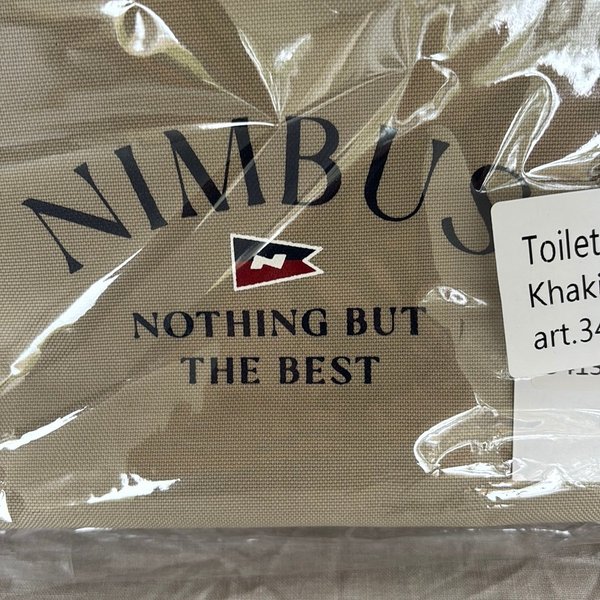 NIMBUS
N
NOTHING BUT
THE BEST
Toilet
Khaki
art.34